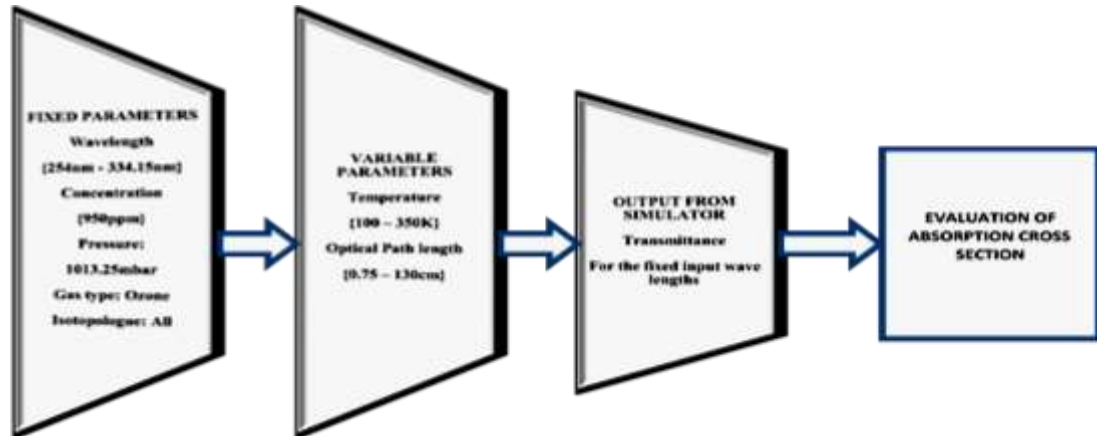 FIXED PARAMETERS
Wavelength
[254nm - 334.15nm]
Concentration
[950ppm]
Pressure:
1013.25mbar
Gas type: Ozone
Isotopologue: All
VARIABLE
PARAMETERS
Temperature
[100 – 350K]
Optical Path length
[0.75 – 130cm]
OUTPUT FROM
SIMULATOR
Transmittance
For the fixed input wave
lengths
EVALUATION OF
ABSORPTION CROSS
SECTION